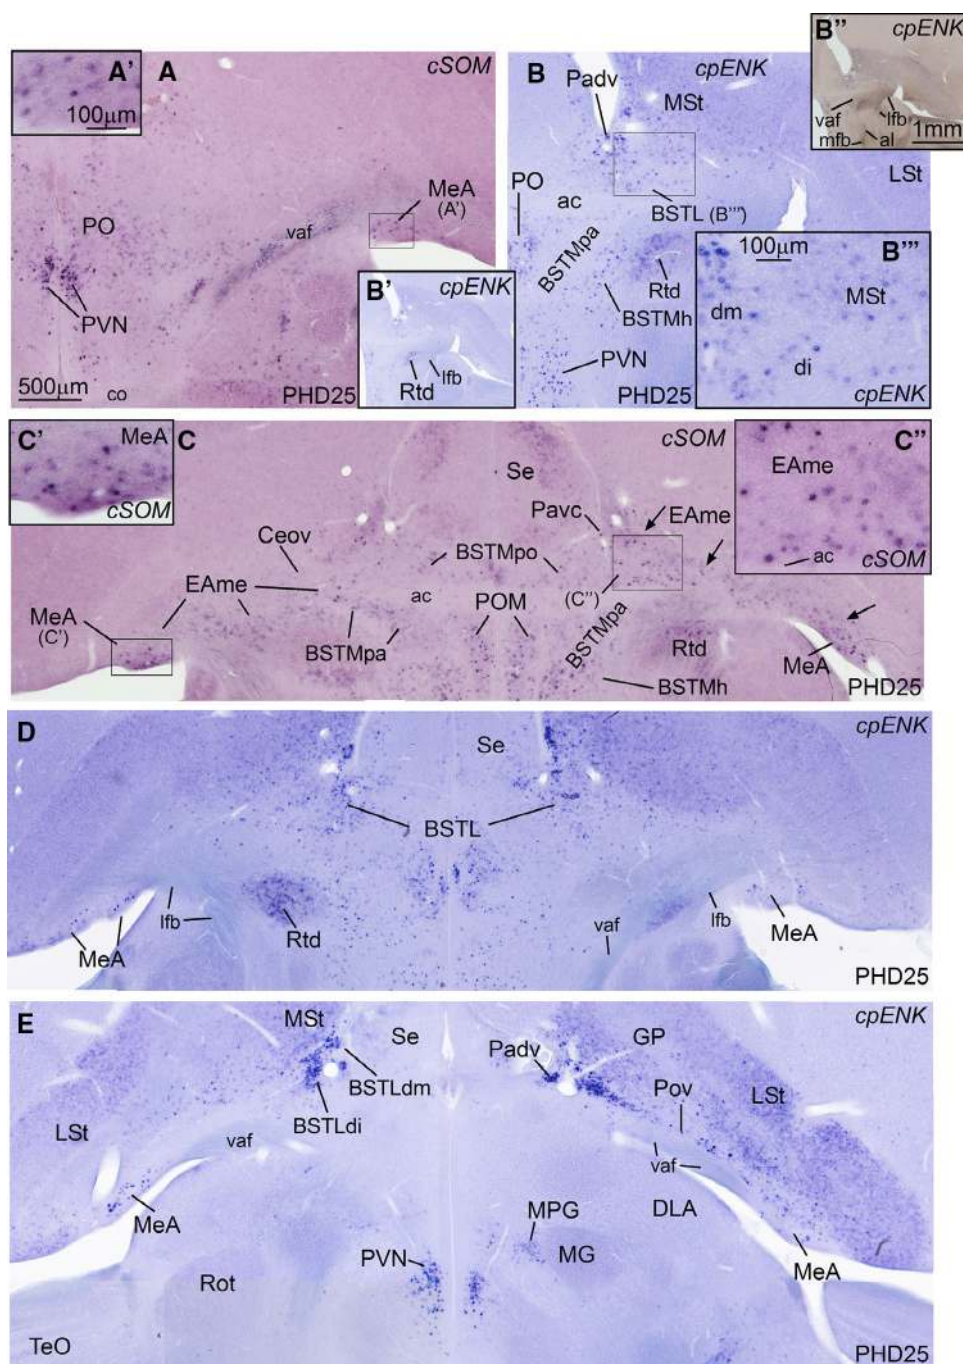 A'
100µm
A
cSOM
PO
MeA
(A')
vaf
PVN
500µm
co
PHD25
B'
cpENK
Rtd
lfb
B
cpENK
Padv
MSt
LSt
PO
ac
BSTL (B''')
BSTMpa
Rtd
BSTMh
PVN
PHD25
B''
cpENK
vaf
lfb
mfb
al
1mm
100µm
B'''
MSt
dm
di
cpENK
C'
MeA
cSOM
C
cSOM
Se
Pavc
EAme
Ceov
BSTMpo
EAme
ac
(C'')
MeA
(C')
POM
BSTMpa
BSTMpa
Rtd
BSTMh
MeA
PHD25
C''
EAme
ac
cSOM
D
cpENK
Se
BSTL
lfb
Rtd
vaf
lfb
MeA
MeA
PHD25
E
cpENK
MSt
Se
GP
Padv
BSTLdm
BSTLdi
Pov
LSt
LSt
vaf
vaf
MeA
DLA
MPG
MG
PVN
MeA
Rot
TeO
PHD25